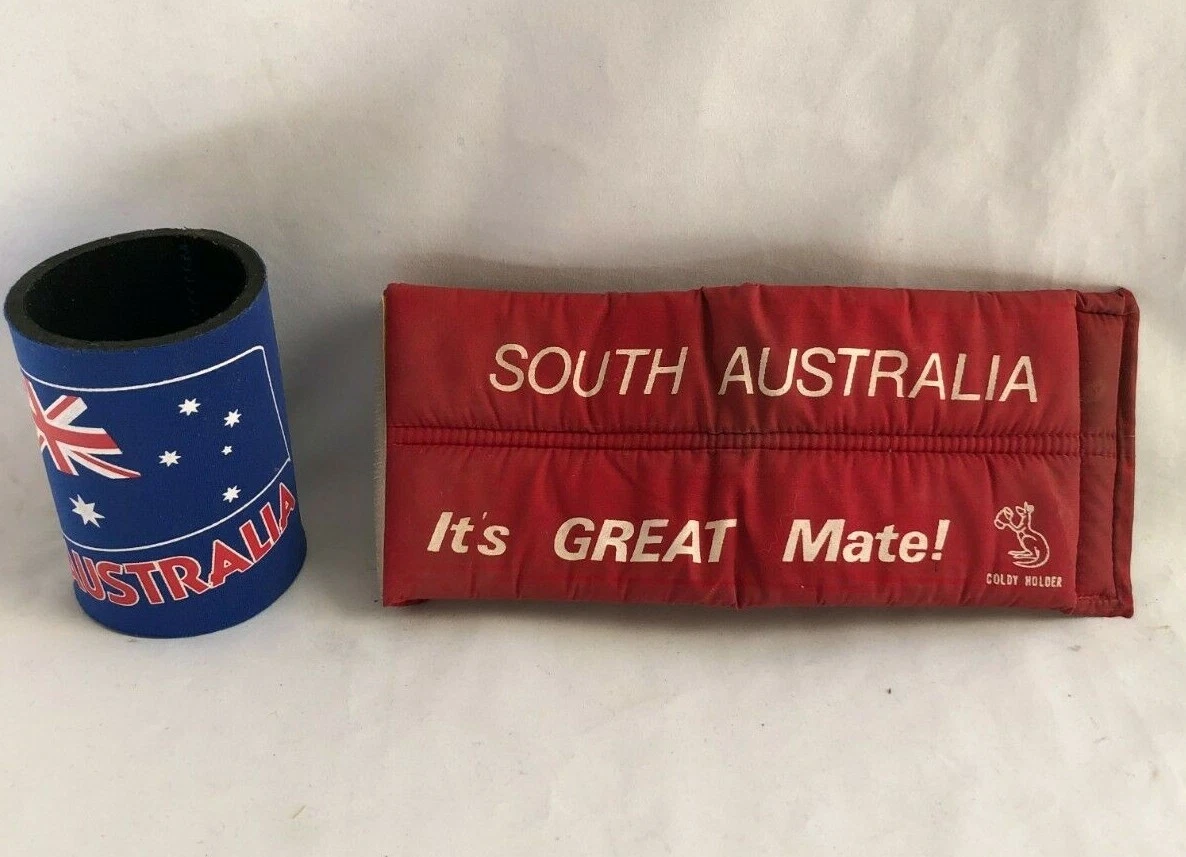 AUSTRALIA
SOUTH AUSTRALIA
It's GREAT Mate!
COLDY HOLDER